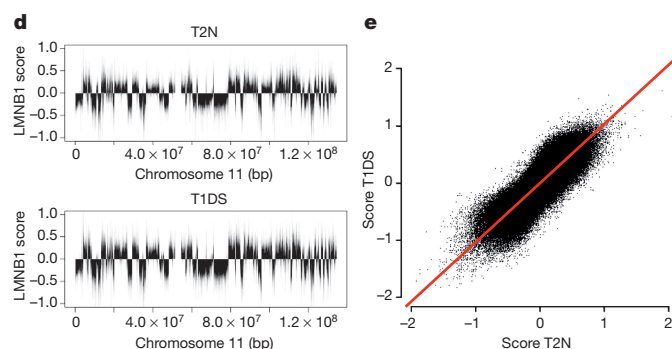 d
T2N
LMNB1 score
1.0
0.5
0
−0.5
−1.0
0 4.0 × 10⁷ 8.0 × 10⁷ 1.2 × 10⁸
Chromosome 11 (bp)
T1DS
LMNB1 score
1.0
0.5
0
−0.5
−1.0
0 4.0 × 10⁷ 8.0 × 10⁷ 1.2 × 10⁸
Chromosome 11 (bp)
e
Score T1DS
2
1
0
−1
−2
−2 −1 0 1 2
Score T2N